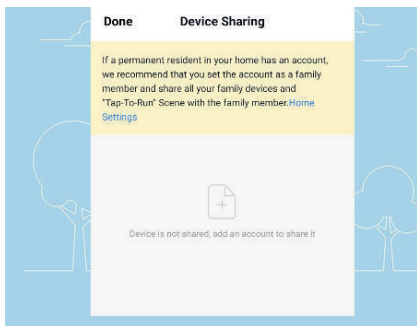 Done Device Sharing
If a permanent resident in your home has an account,
we recommend that you set the account as a family
member and share all your family devices and
"Tap-To-Run" Scene with the family member.Home
Settings
Device is not shared, add an account to share it